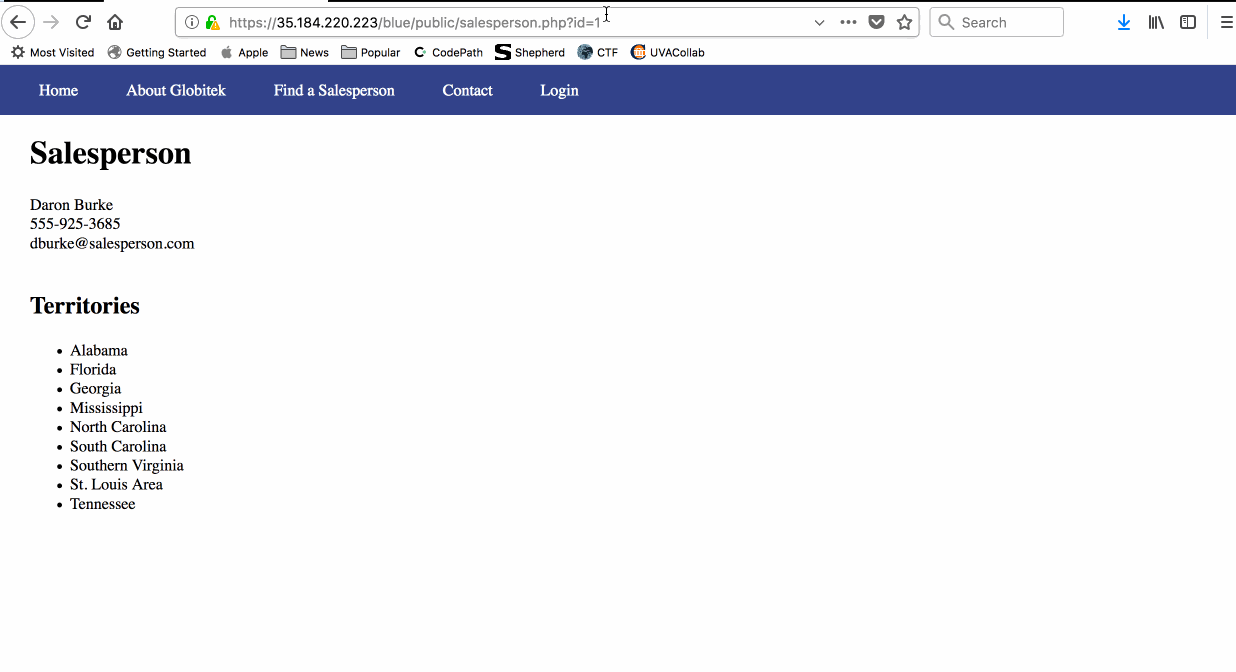 https://35.184.220.223/blue/public/salesperson.php?id=1
Search
Most Visited Getting Started Apple News Popular CodePath Shepherd CTF UVACollab
Home About Globitek Find a Salesperson Contact Login
Salesperson
Daron Burke
555-925-3685
dburke@salesperson.com
Territories
Alabama
Florida
Georgia
Mississippi
North Carolina
South Carolina
Southern Virginia
St. Louis Area
Tennessee